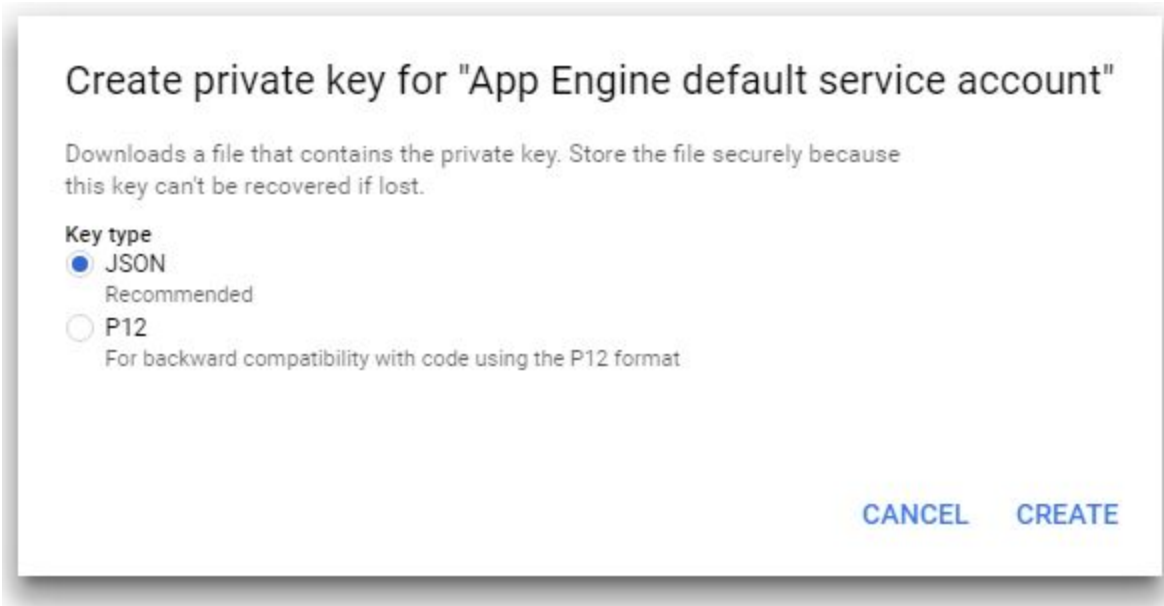 Create private key for "App Engine default service account"
Downloads a file that contains the private key. Store the file securely because
this key can't be recovered if lost.
Key type
JSON
Recommended
P12
For backward compatibility with code using the P12 format
CANCEL CREATE